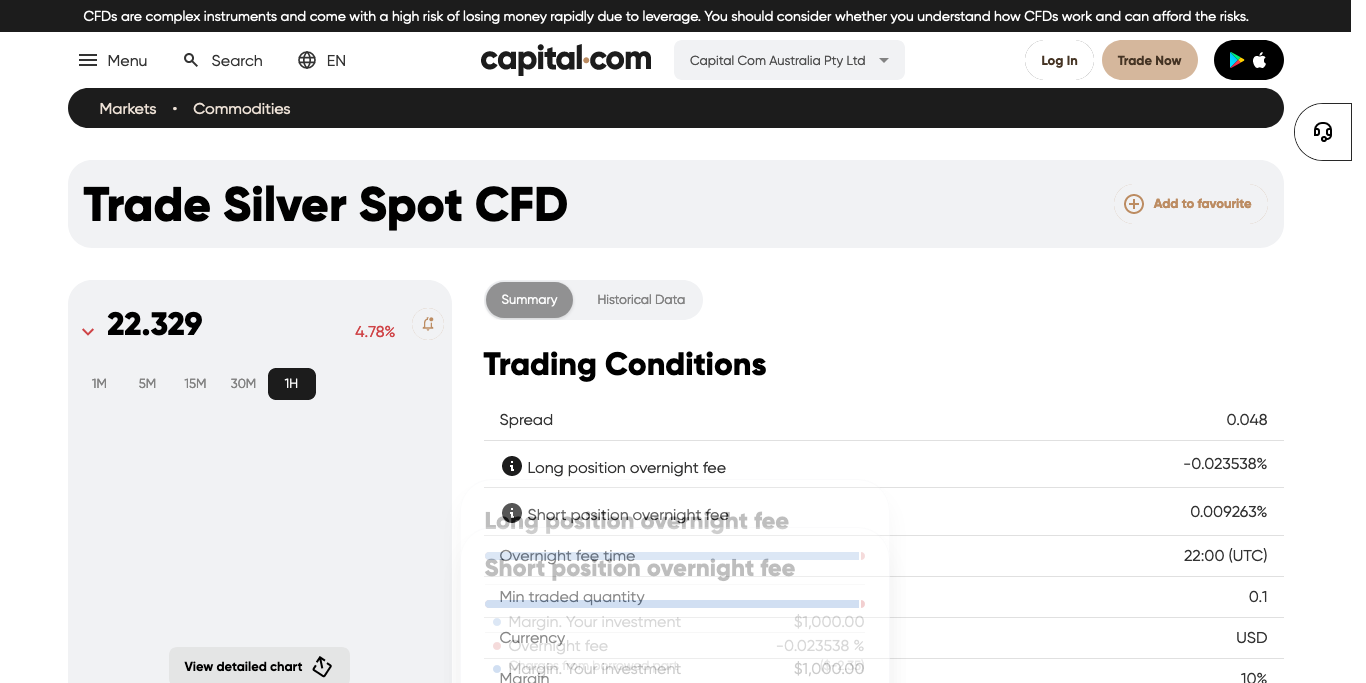 CFDs are complex instruments and come with a high risk of losing money rapidly due to leverage. You should consider whether you understand how CFDs work and can afford the risks.
Menu Search EN capital.com Capital Com Australia Pty Ltd Log In Trade Now
Markets • Commodities
Trade Silver Spot CFD Add to favourite
22.329 4.78%
1M 5M 15M 30M 1H
View detailed chart
Summary Historical Data
Trading Conditions
Spread 0.048
Long position overnight fee -0.023538%
Short position overnight fee 0.009263%
Long position overnight fee
Overnight fee time 22:00 (UTC)
Short position overnight fee
Min traded quantity 0.1
Margin. Your investment $1,000.00
Currency USD
Overnight fee -0.023538 %
Margin. Your investment $1,000.00
Margin 10%